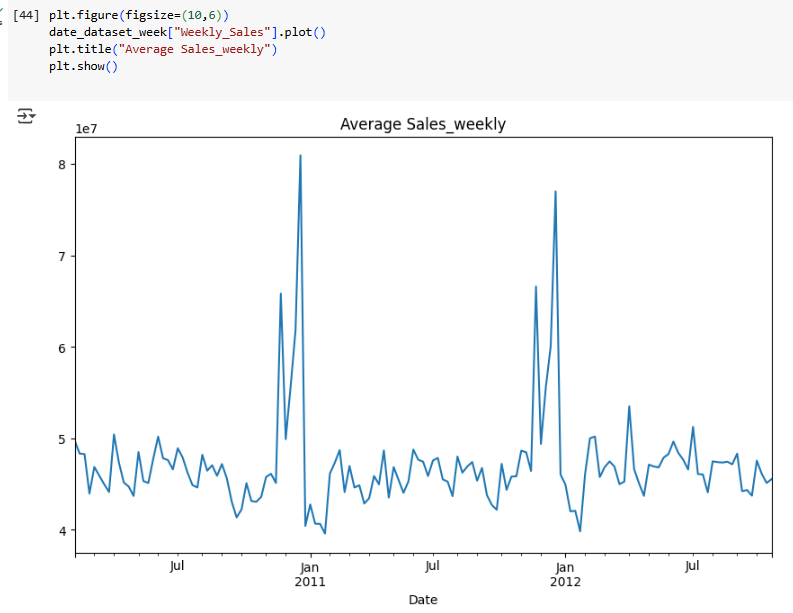 [44] plt.figure(figsize=(10,6))
date_dataset_week["Weekly_Sales"].plot()
plt.title("Average Sales_weekly")
plt.show()
Average Sales_weekly
1e7
8
7
6
5
4
Jul
Jan
2011
Jul
Jan
2012
Jul
Date